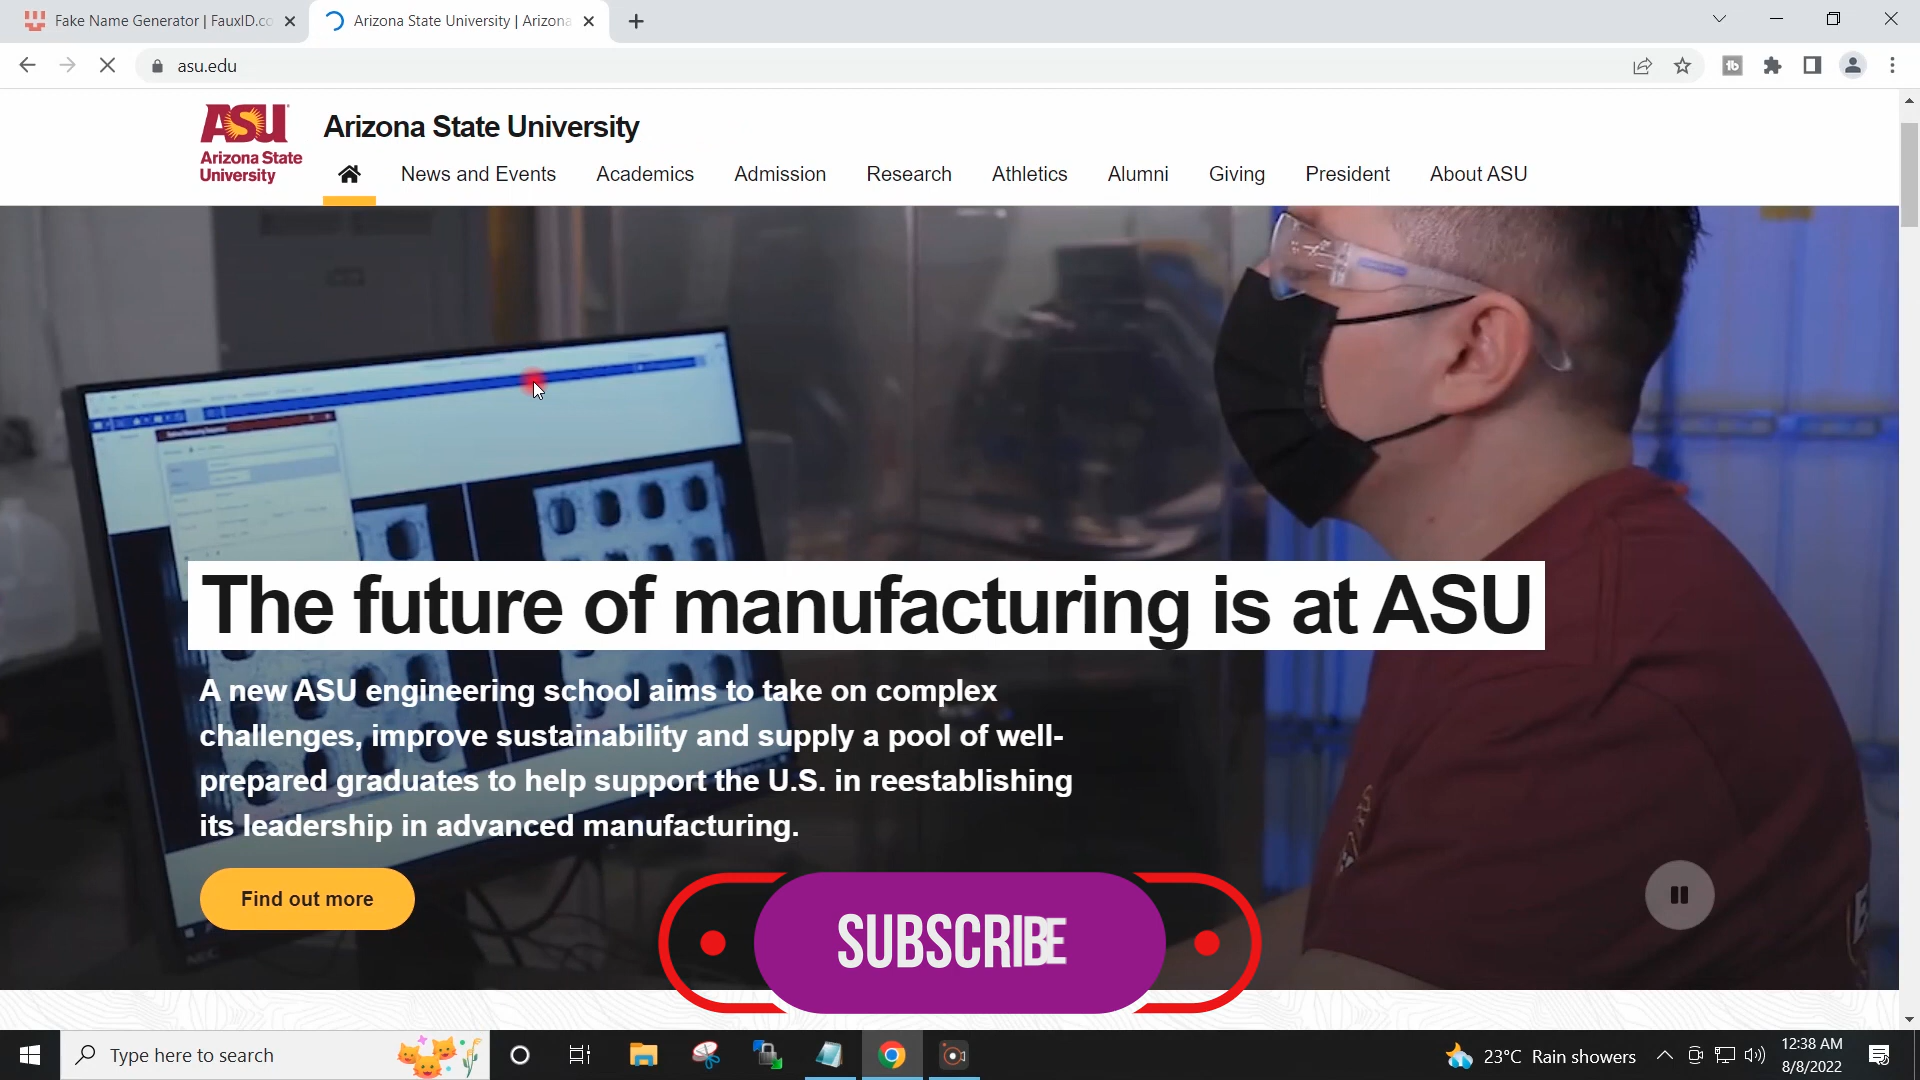 Fake Name Generator | FauxID.co
Arizona State University | Arizona
asu.edu
ASU
Arizona State
University
Arizona State University
News and Events
Academics
Admission
Research
Athletics
Alumni
Giving
President
About ASU
The future of manufacturing is at ASU
A new ASU engineering school aims to take on complex
challenges, improve sustainability and supply a pool of well-
prepared graduates to help support the U.S. in reestablishing
its leadership in advanced manufacturing.
Find out more
SUBSCRIBE
NEC
Type here to search
23°C Rain showers
12:38 AM
8/8/2022